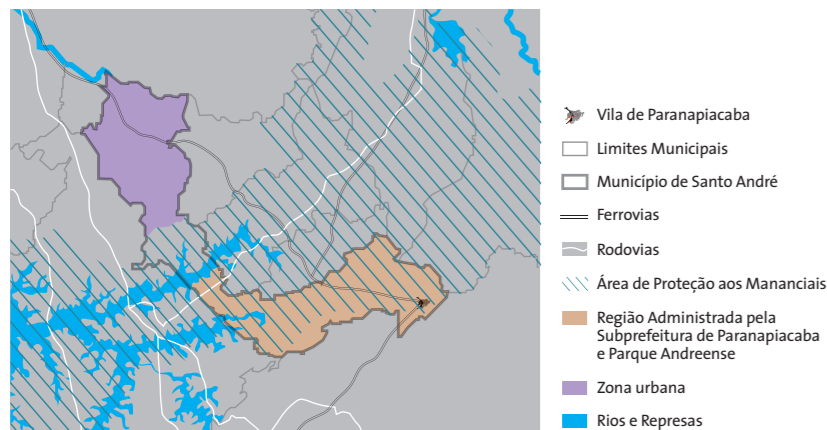 Vila de Paranapiacaba
Limites Municipais
Município de Santo André
Ferrovias
Rodovias
Área de Proteção aos Mananciais
Região Administrada pela
Subprefeitura de Paranapiacaba
e Parque Andreense
Zona urbana
Rios e Represas